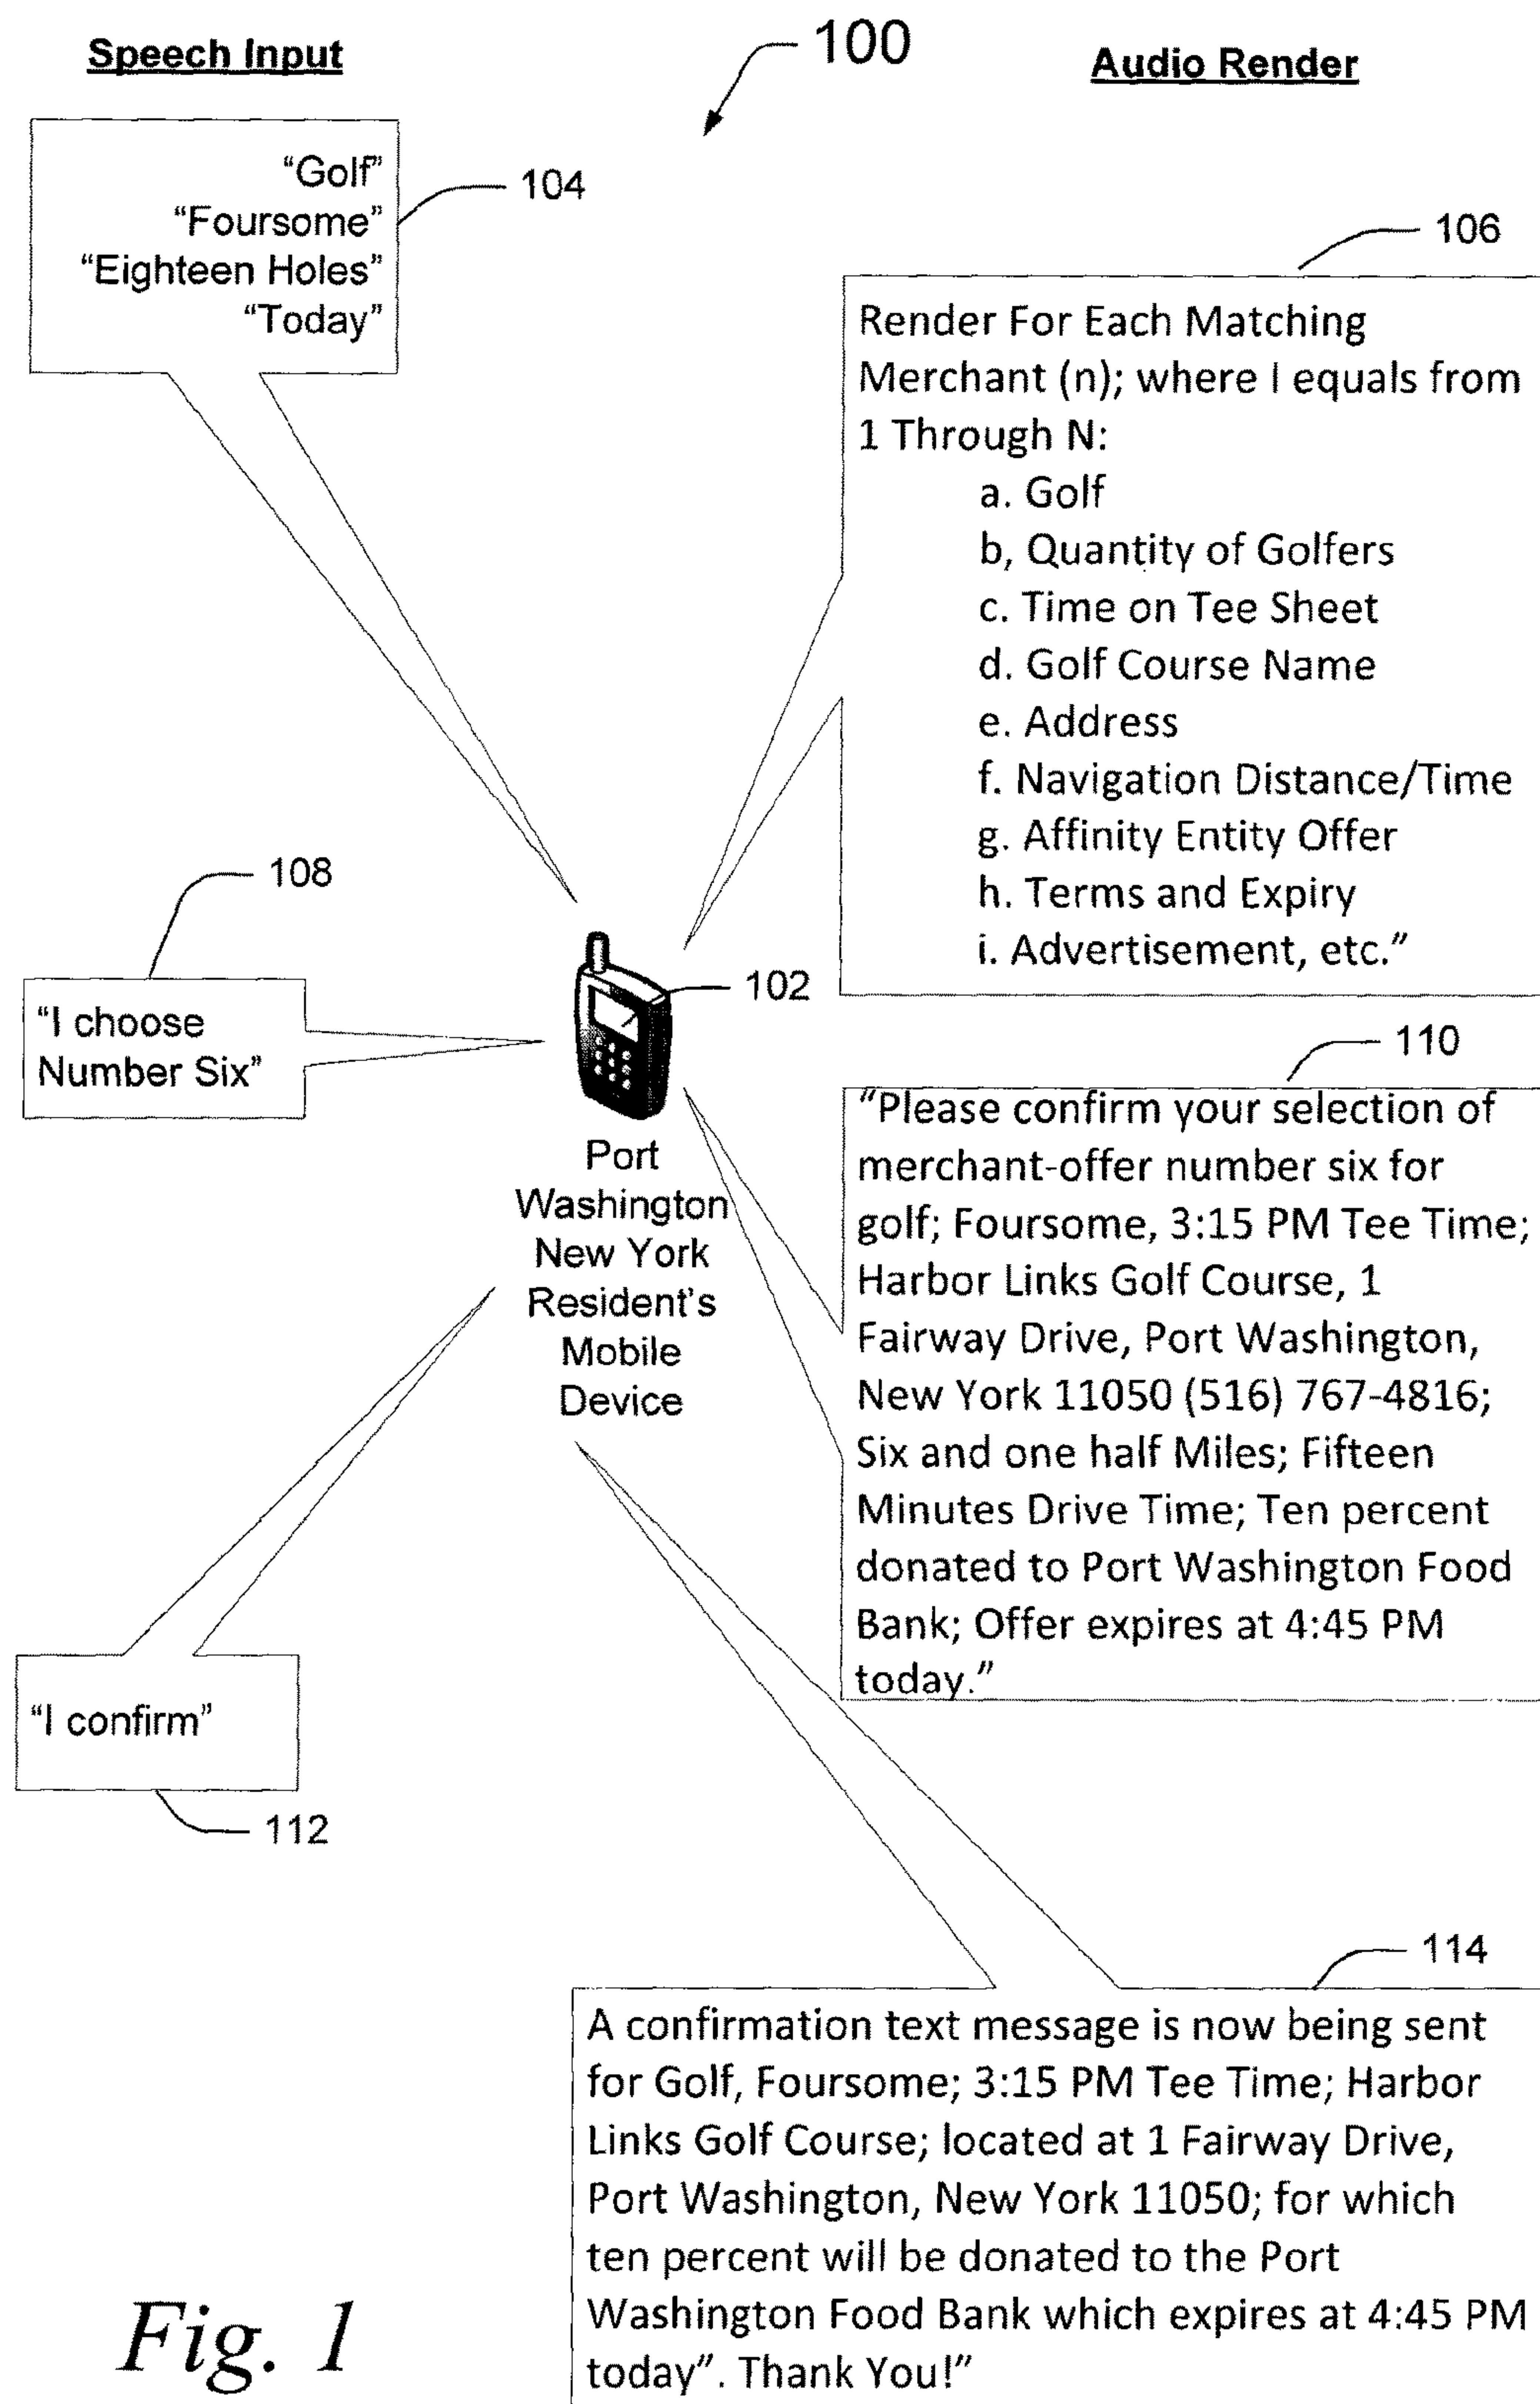 Speech Input
100
Audio Render
“Golf”
“Foursome”
“Eighteen Holes”
“Today”
104
106
Render For Each Matching
Merchant (n); where I equals from
1 Through N:
a. Golf
b, Quantity of Golfers
c. Time on Tee Sheet
d. Golf Course Name
e. Address
f. Navigation Distance/Time
g. Affinity Entity Offer
h. Terms and Expiry
i. Advertisement, etc.”
108
“I choose
Number Six”
102
Port
Washington
New York
Resident's
Mobile
Device
110
“Please confirm your selection of
merchant-offer number six for
golf; Foursome, 3:15 PM Tee Time;
Harbor Links Golf Course, 1
Fairway Drive, Port Washington,
New York 11050 (516) 767-4816;
Six and one half Miles; Fifteen
Minutes Drive Time; Ten percent
donated to Port Washington Food
Bank; Offer expires at 4:45 PM
today.”
“I confirm”
112
114
A confirmation text message is now being sent
for Golf, Foursome; 3:15 PM Tee Time; Harbor
Links Golf Course; located at 1 Fairway Drive,
Port Washington, New York 11050; for which
ten percent will be donated to the Port
Washington Food Bank which expires at 4:45 PM
today”. Thank You!”
Fig. 1